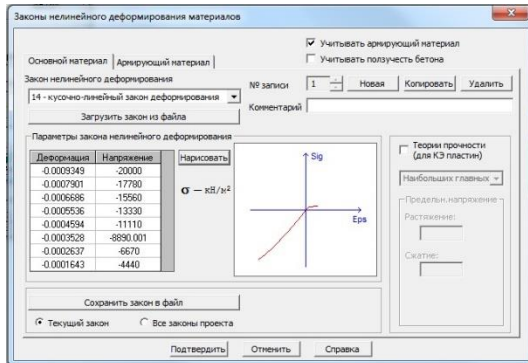 Законы нелинейного деформирования материалов
Учитывать армирующий материал
Учитывать ползучесть бетона
Основной материал
Армирующий материал
№ записи
1
Новая
Копировать
Удалить
Комментарий
Закон нелинейного деформирования
14 - кусочно-линейный закон деформирования
Загрузить закон из файла
Параметры закона нелинейного деформирования
Деформация Напряжение
-0.0009349 -20000
-0.0007901 -17780
-0.0006686 -15560
-0.0005536 -13330
-0.0004594 -11110
-0.0003528 -8890.001
-0.0002637 -6670
-0.0001643 -4440
Нарисовать
σ – кН/м²
Sig
Eps
Теории прочности
(для КЭ пластин)
Наибольших главных
Предельн.напряжение
Растяжение:
Сжатие:
Сохранить закон в файл
Текущий закон
Все законы проекта
Подтвердить
Отменить
Справка